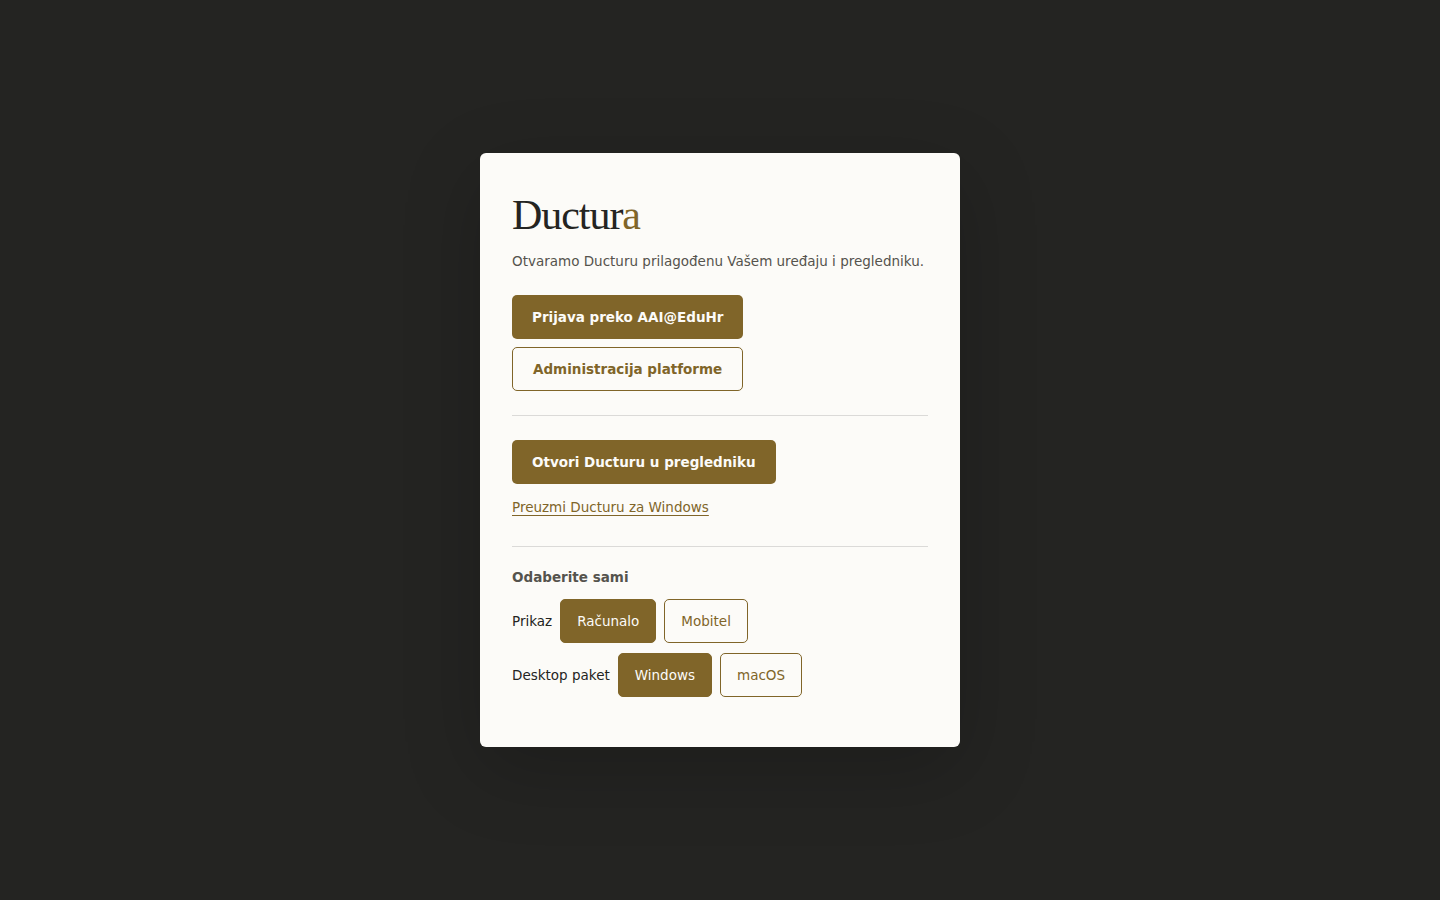 Ductura
Otvaramo Ducturu prilagođenu Vašem uređaju i pregledniku.
Prijava preko AAI@EduHr
Administracija platforme
Otvori Ducturu u pregledniku
Preuzmi Ducturu za Windows
Odaberite sami
Prikaz Računalo Mobitel
Desktop paket Windows macOS